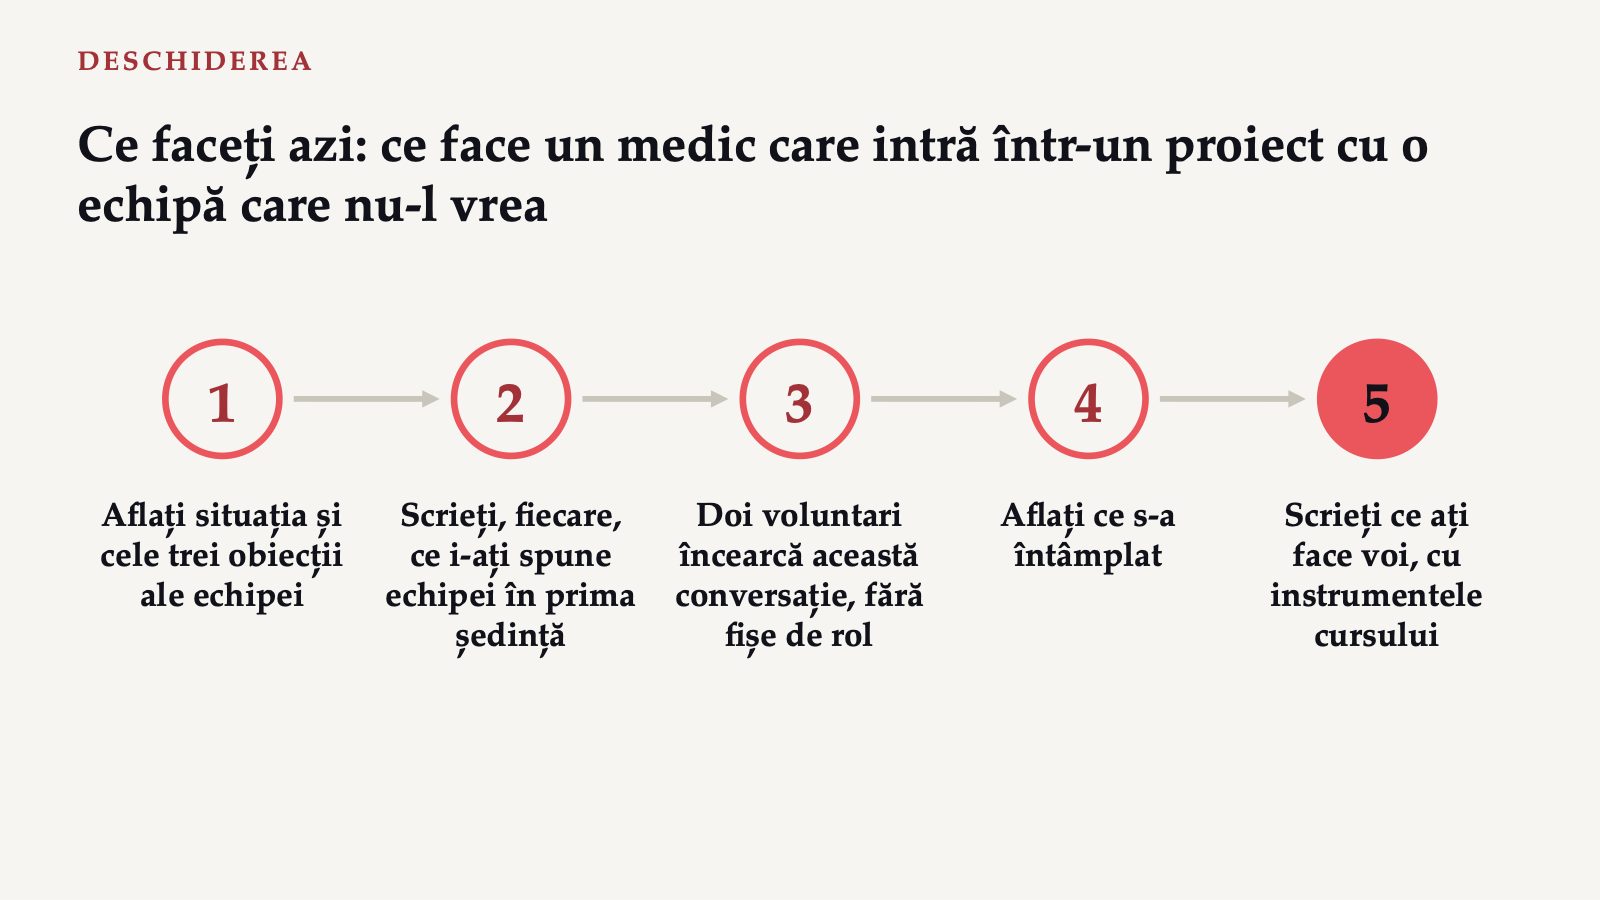 DESCHIDEREA
Ce faceți azi: ce face un medic care intră într-un proiect cu o
echipă care nu-l vrea
1
2
3
4
5
Aflați situația și
cele trei obiecții
ale echipei
Scrieți, fiecare,
ce i-ați spune
echipei în prima
ședință
Doi voluntari
încearcă această
conversație, fără
fișe de rol
Aflați ce s-a
întâmplat
Scrieți ce ați
face voi, cu
instrumentele
cursului